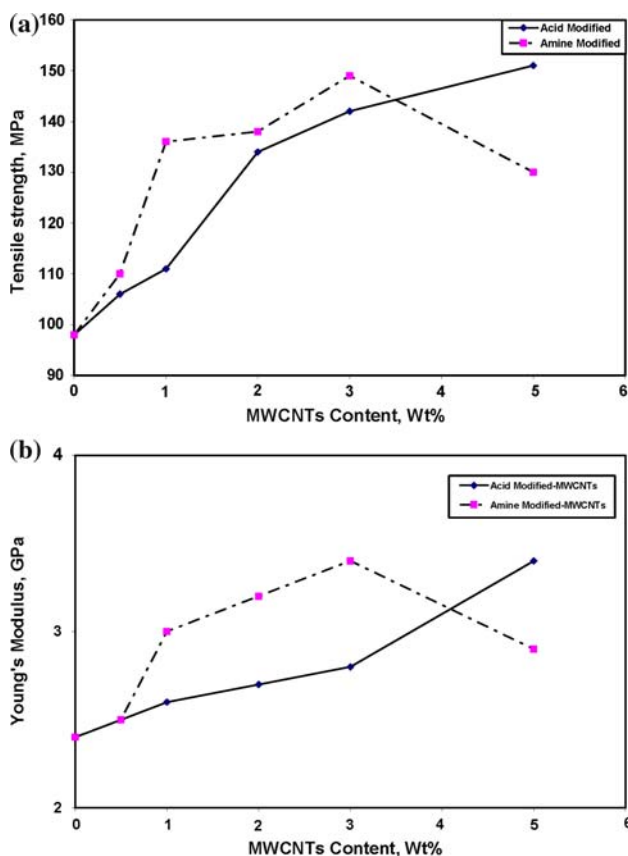 (a)
160
150
140
130
120
110
100
90
Tensile strength, MPa
Acid Modified
Amine Modified
0 1 2 3 4 5 6
MWCNTs Content, Wt%
(b)
4
3
2
Young's Modulus, GPa
Acid Modified-MWCNTs
Amine Modified-MWCNTs
0 1 2 3 4 5 6
MWCNTs Content, Wt%